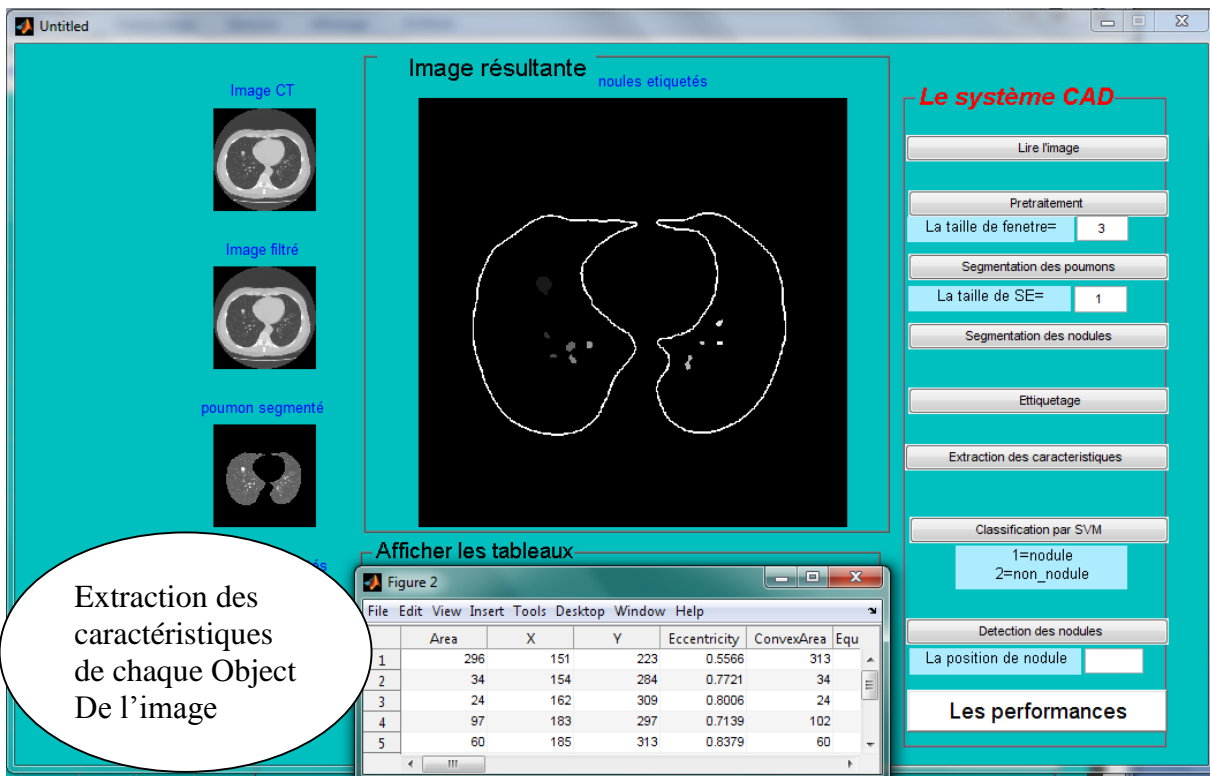 Untitled
Image CT
Image filtré
poumon segmenté
Extraction des
caractéristiques
de chaque Object
De l'image
Image résultante
noules etiquetés
Afficher les tableaux
Figure 2
File Edit View Insert Tools Desktop Window Help
Area X Y Eccentricity ConvexArea Equ
1 296 151 223 0.5566 313
2 34 154 284 0.7721 34
3 24 162 309 0.8006 24
4 97 183 297 0.7139 102
5 60 185 313 0.8379 60
Le système CAD
Lire l'image
Pretraitement
La taille de fenetre= 3
Segmentation des poumons
La taille de SE= 1
Segmentation des nodules
Ettiquetage
Extraction des caracteristiques
Classification par SVM
1=nodule
2=non_nodule
Detection des nodules
La position de nodule
Les performances